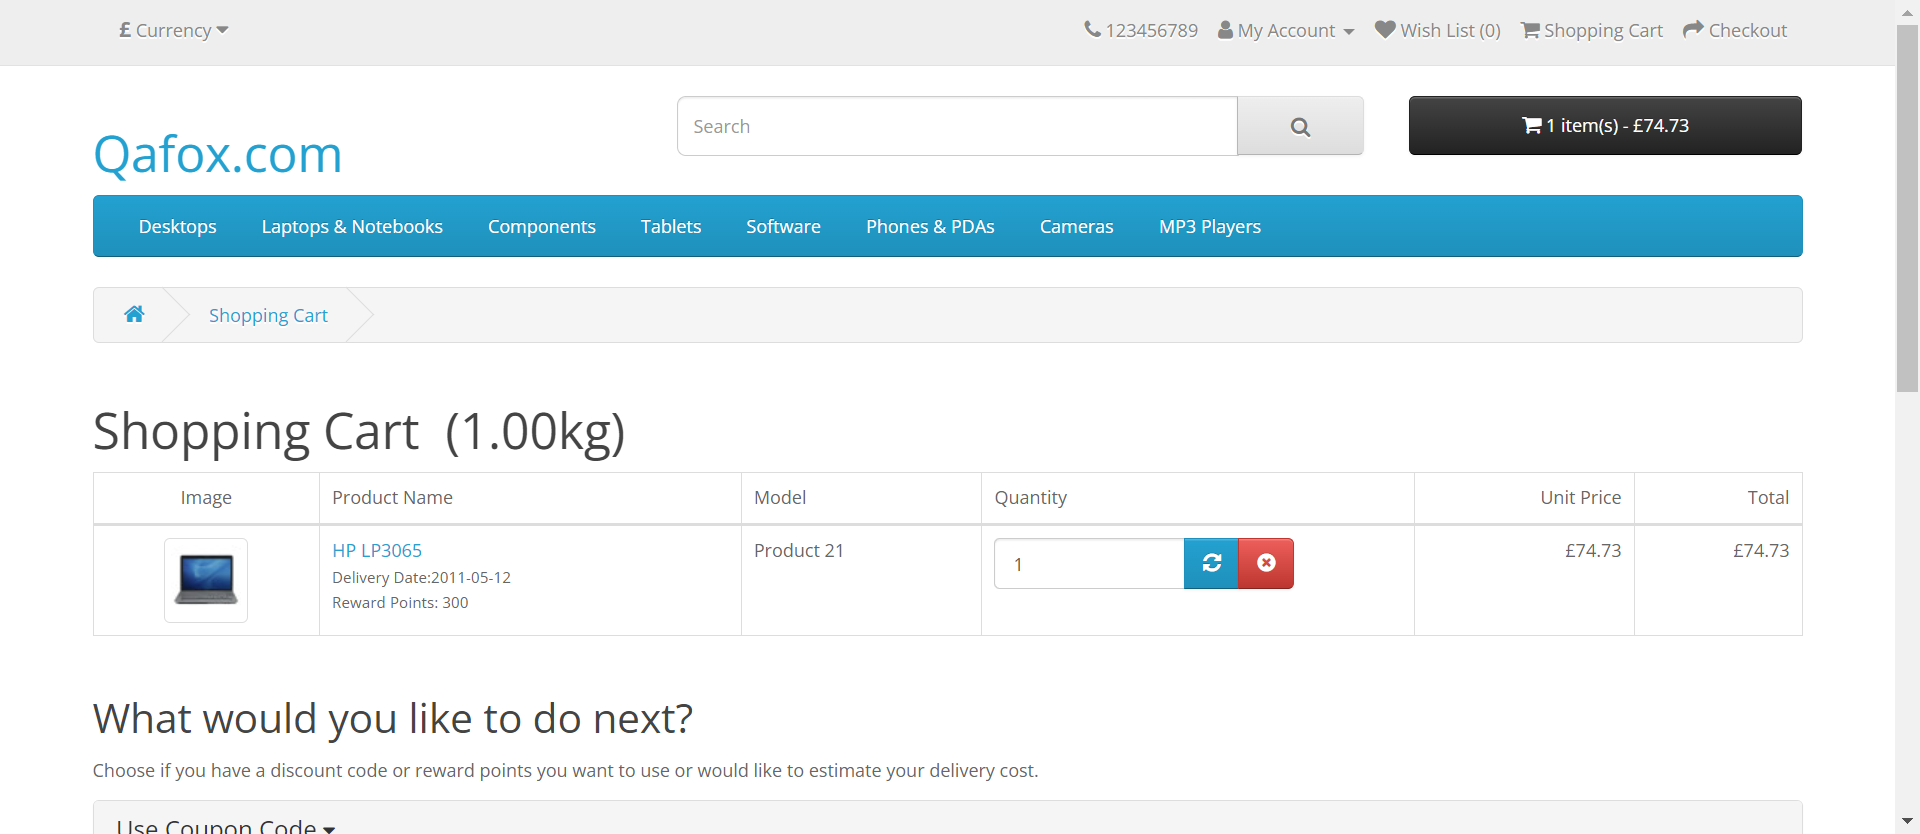 £ Currency
123456789 My Account Wish List (0) Shopping Cart Checkout
Search
1 item(s) - £74.73
Qafox.com
Desktops Laptops & Notebooks Components Tablets Software Phones & PDAs Cameras MP3 Players
Shopping Cart
Shopping Cart (1.00kg)
Image Product Name Model Quantity Unit Price Total
HP LP3065 Product 21 1 £74.73 £74.73
Delivery Date:2011-05-12
Reward Points: 300
What would you like to do next?
Choose if you have a discount code or reward points you want to use or would like to estimate your delivery cost.
Use Coupon Code